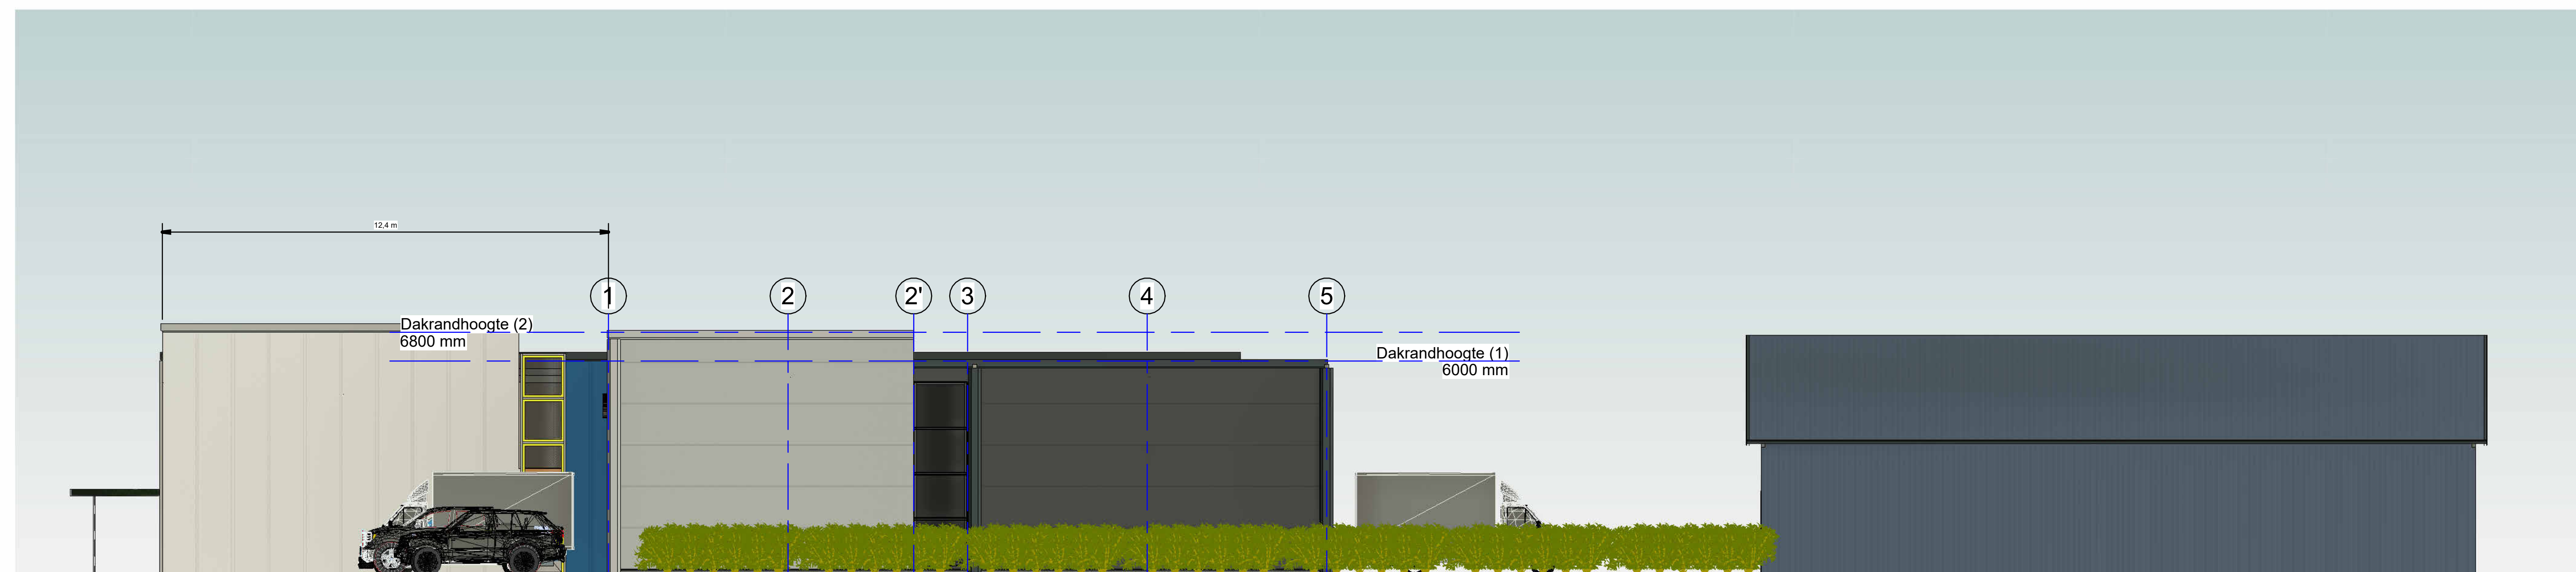 12,4 m
1
2
2'
3
4
5
Dakrandhoogte (2)
6800 mm
Dakrandhoogte (1)
6000 mm